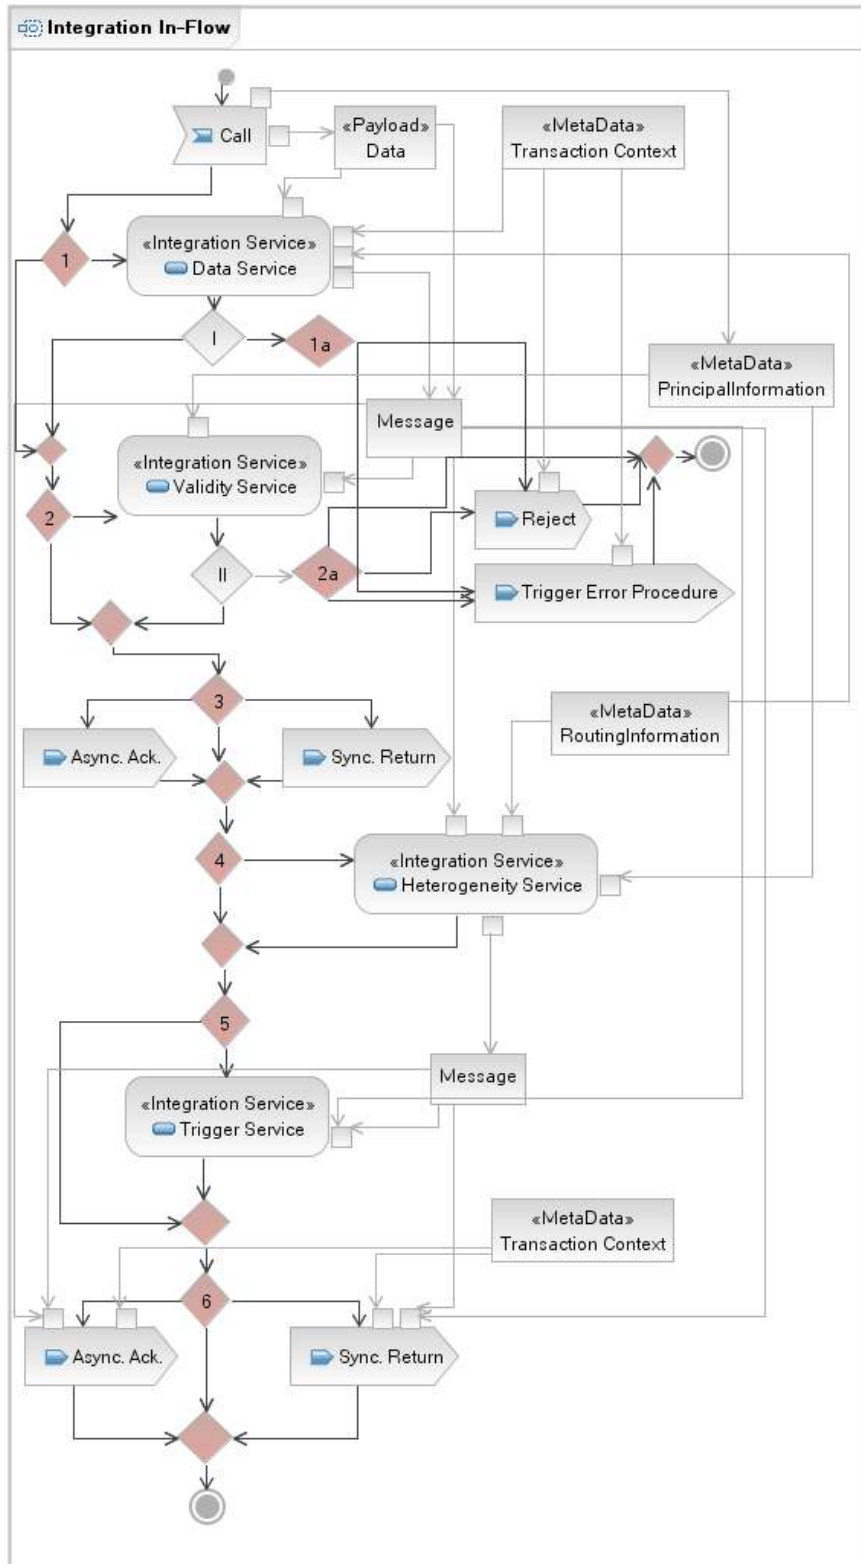 Integration In-Flow
Call
«Payload»
Data
«MetaData»
Transaction Context
1
«Integration Service»
Data Service
I
1a
«MetaData»
PrincipalInformation
Message
«Integration Service»
Validity Service
2
Reject
II
2a
Trigger Error Procedure
3
«MetaData»
RoutingInformation
Async. Ack.
Sync. Return
4
«Integration Service»
Heterogeneity Service
5
Message
«Integration Service»
Trigger Service
«MetaData»
Transaction Context
6
Async. Ack.
Sync. Return